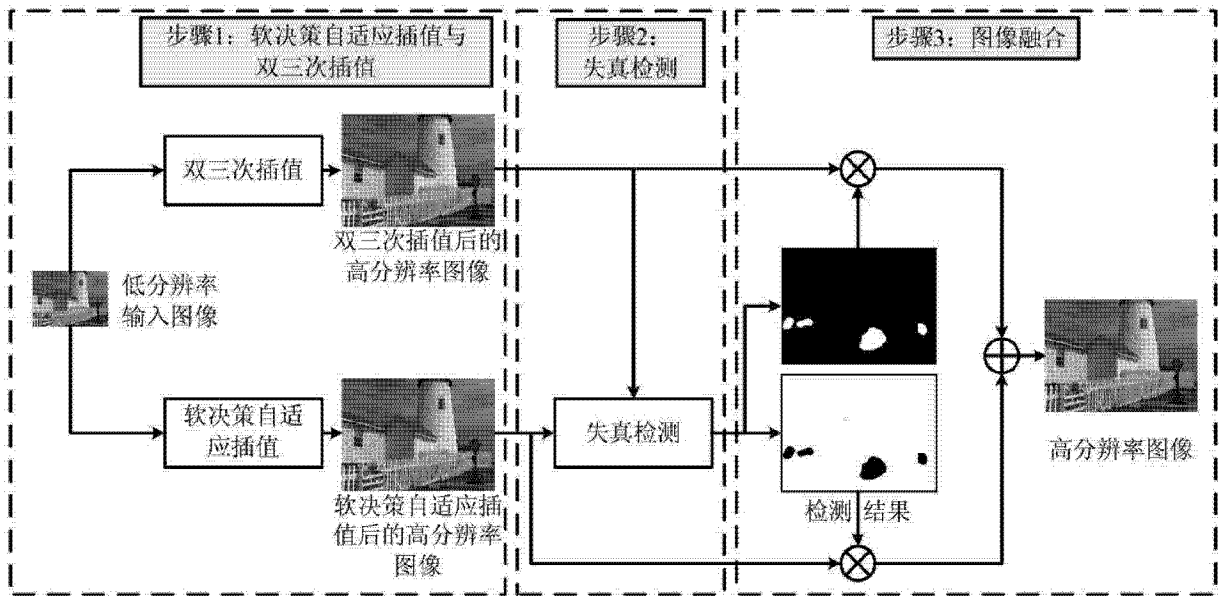 步骤1：软决策自适应插值与
双三次插值
步骤2：
失真检测
步骤3：图像融合
双三次插值
双三次插值后的
高分辨率图像
低分辨率
输入图像
软决策自适
应插值
软决策自适应插
值后的高分辨率
图像
失真检测
检测 结果
高分辨率图像